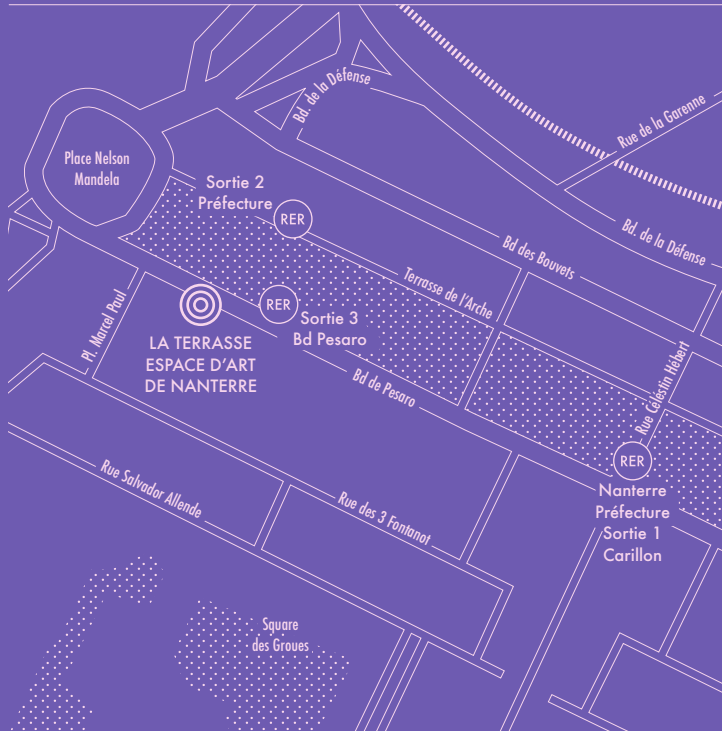 Bd. de la Défense
Rue de la Garenne
Place Nelson
Mandela
Sortie 2
Préfecture
RER
Bd. de la Défense
Bd des Bouvets
Terrasse de l'Arche
RER
Sortie 3
Bd Pesaro
Pl. Marcel Paul
LA TERRASSE
ESPACE D'ART
DE NANTERRE
Bd de Pesaro
Rue Célestin Hébert
RER
Nanterre
Préfecture
Sortie 1
Carillon
Rue Salvador Allende
Rue des 3 Fontanot
Square
des Groues